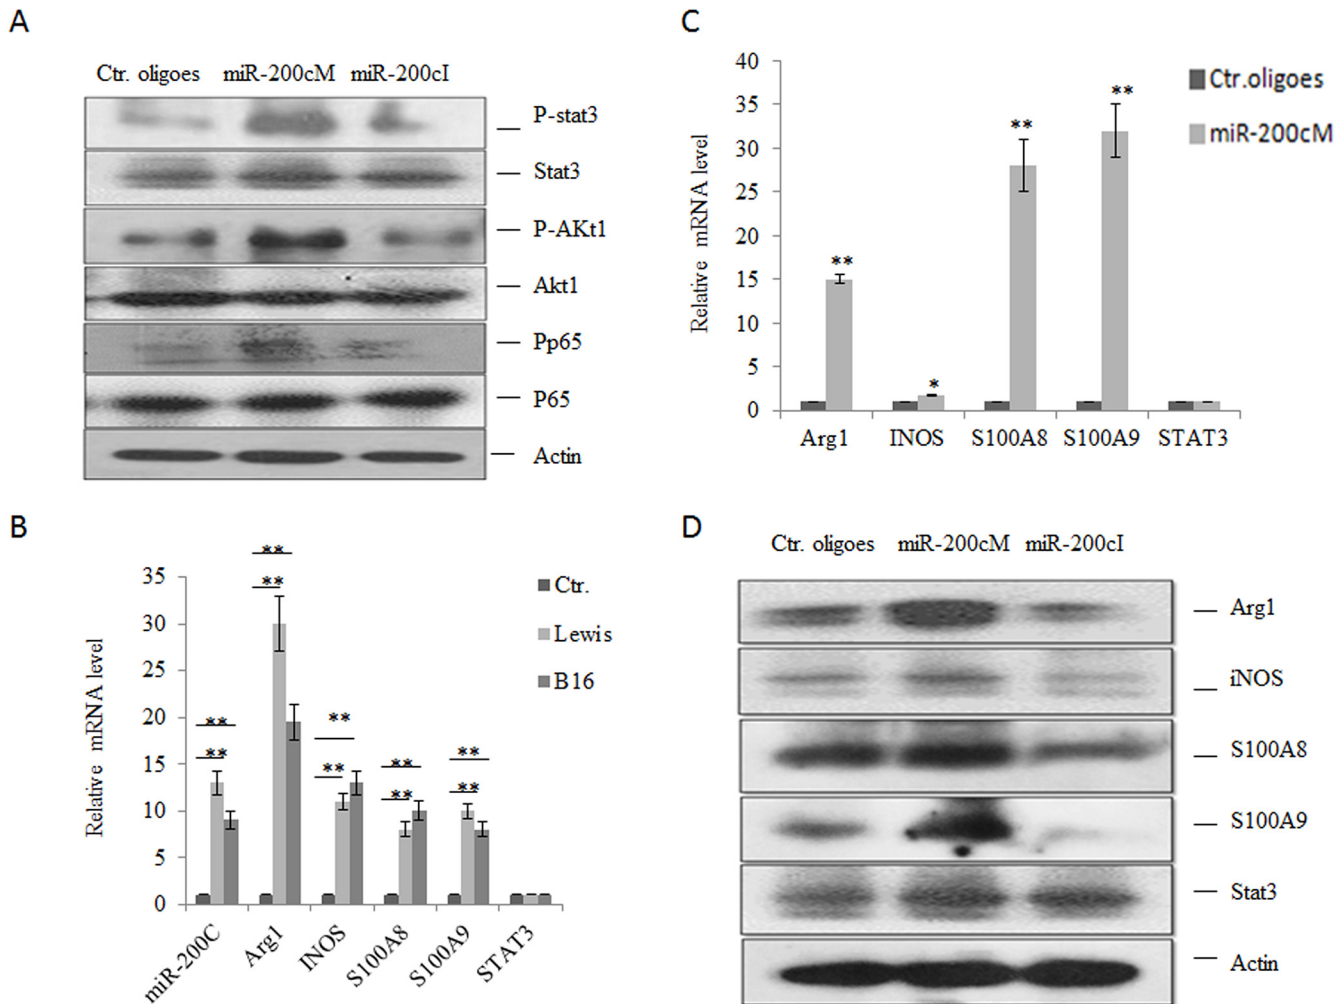 A
Ctr. oligoes miR-200cM miR-200cI
P-stat3
Stat3
P-AKt1
Akt1
Pp65
P65
Actin
B
Relative mRNA level
35
30
25
20
15
10
5
0
** ** ** ** **
** ** ** ** **
miR-200C Arg1 INOS S100A8 S100A9 STAT3
Ctr.
Lewis
B16
C
Relative mRNA level
40
35
30
25
20
15
10
5
0
** * ** **
Arg1 INOS S100A8 S100A9 STAT3
Ctr.oligoes
miR-200cM
D
Ctr. oligoes miR-200cM miR-200cI
Arg1
iNOS
S100A8
S100A9
Stat3
Actin